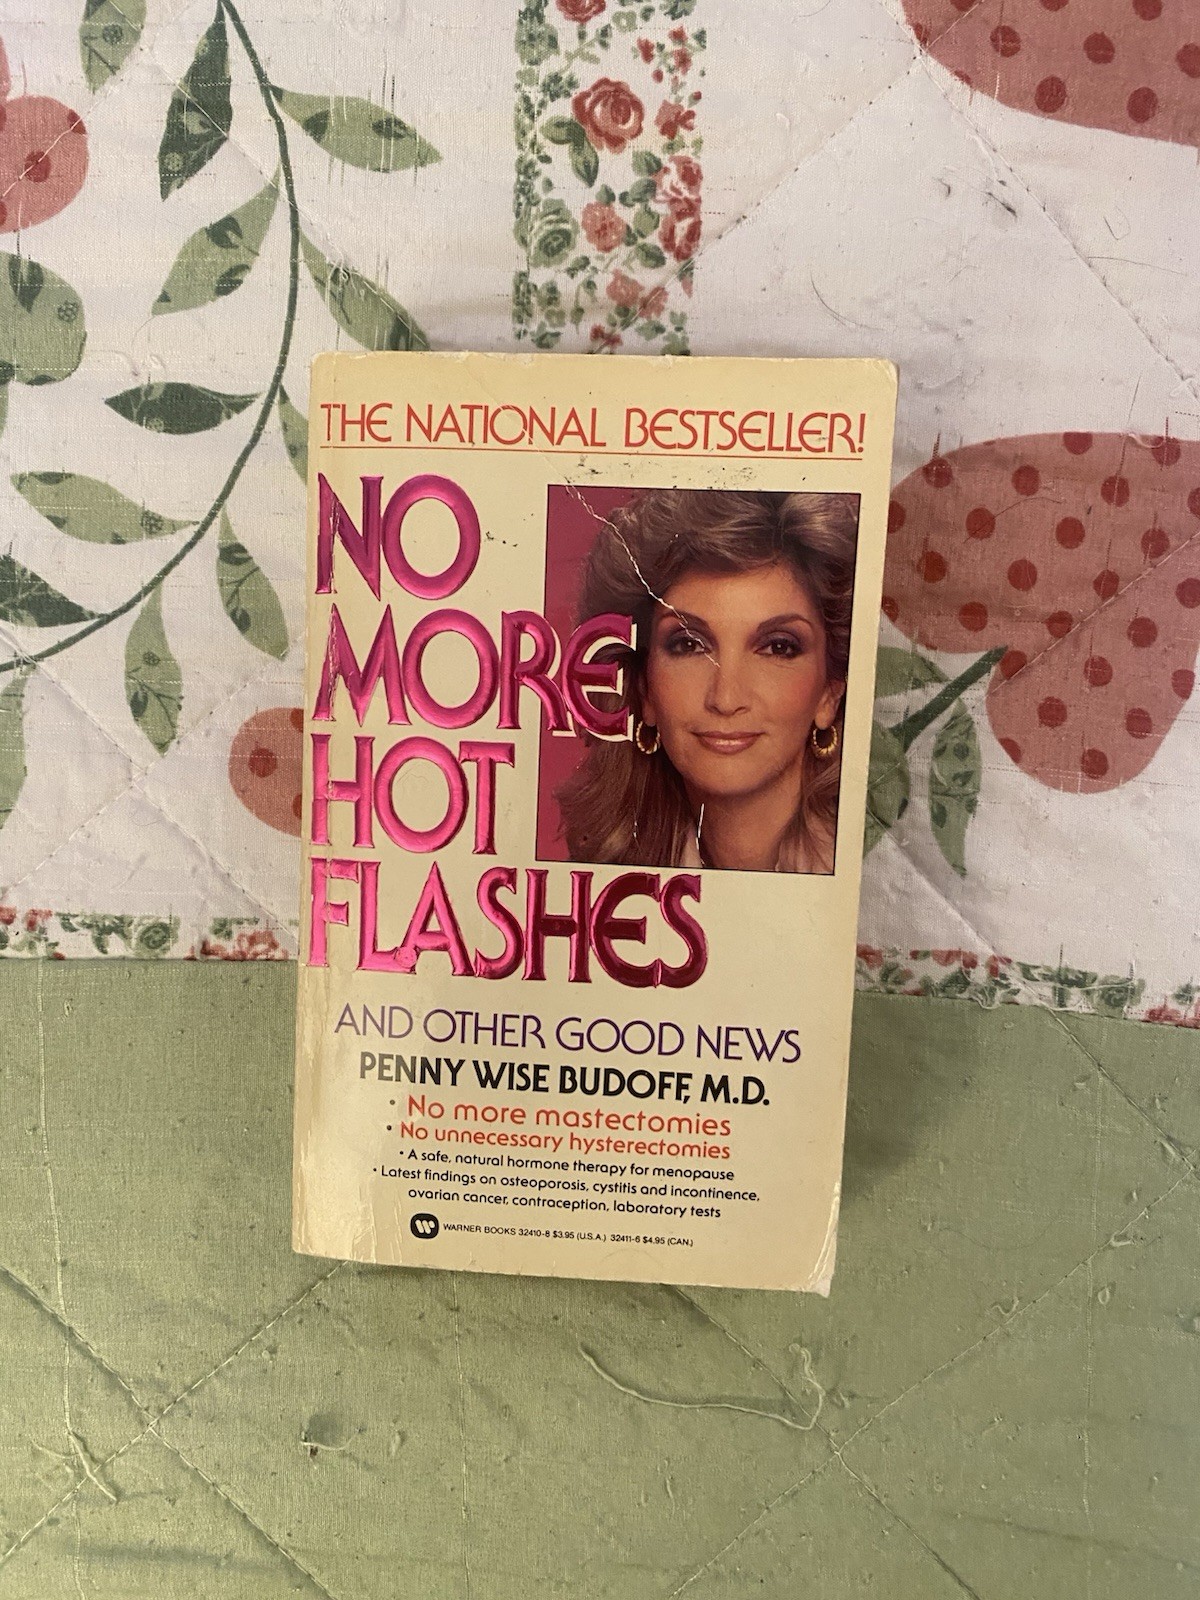 THE NATIONAL BESTSELLER!
NO
MORE
HOT
FLASHES
AND OTHER GOOD NEWS
PENNY WISE BUDOFF, M.D.
• No more mastectomies
• No unnecessary hysterectomies
• A safe, natural hormone therapy for menopause
• Latest findings on osteoporosis, cystitis and incontinence,
ovarian cancer, contraception, laboratory tests
WARNER BOOKS 32410-8 $3.95 (U.S.A.) 32411-6 $4.95 (CAN.)